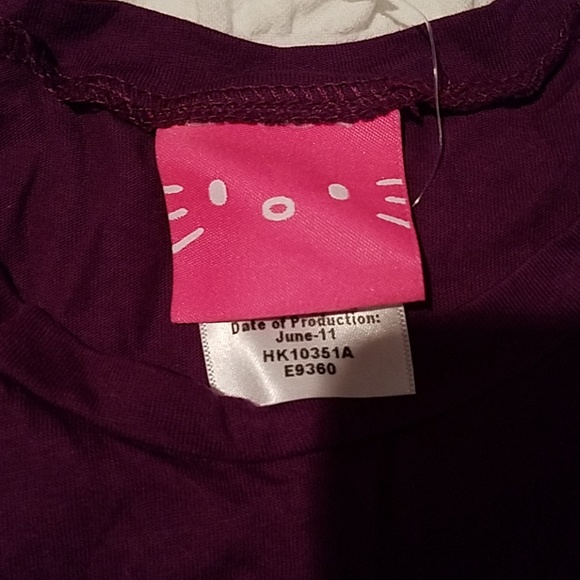 Date of Production:
June-11
HK10351A
E9360